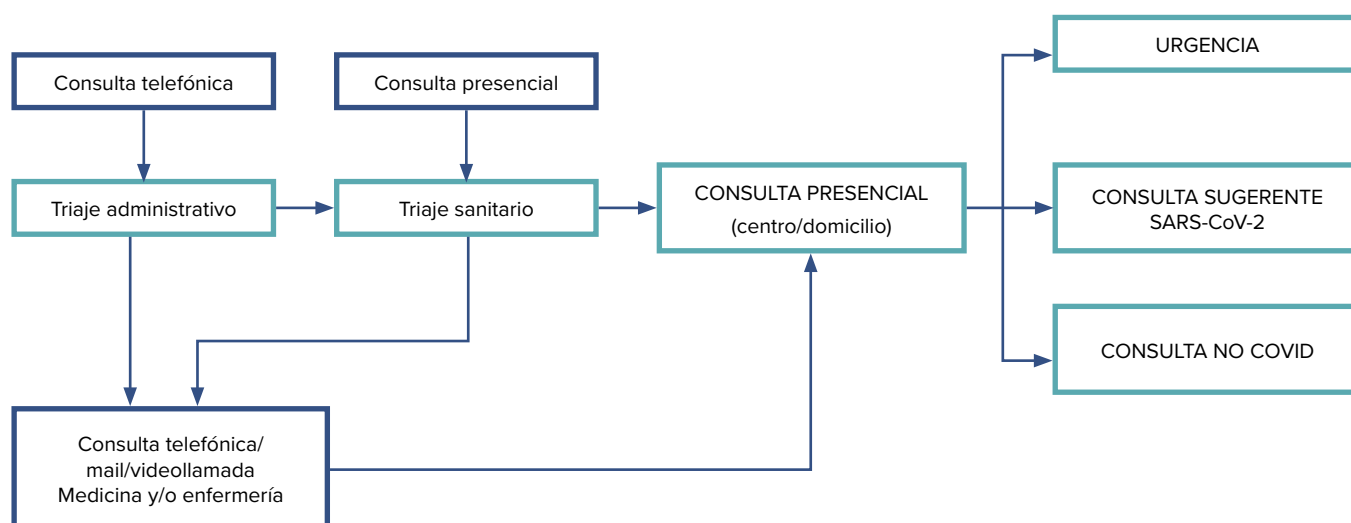 Consulta telefónica
Consulta presencial
URGENCIA
Triaje administrativo
Triaje sanitario
CONSULTA PRESENCIAL
(centro/domicilio)
CONSULTA SUGERENTE
SARS-CoV-2
CONSULTA NO COVID
Consulta telefónica/
mail/videollamada
Medicina y/o enfermería